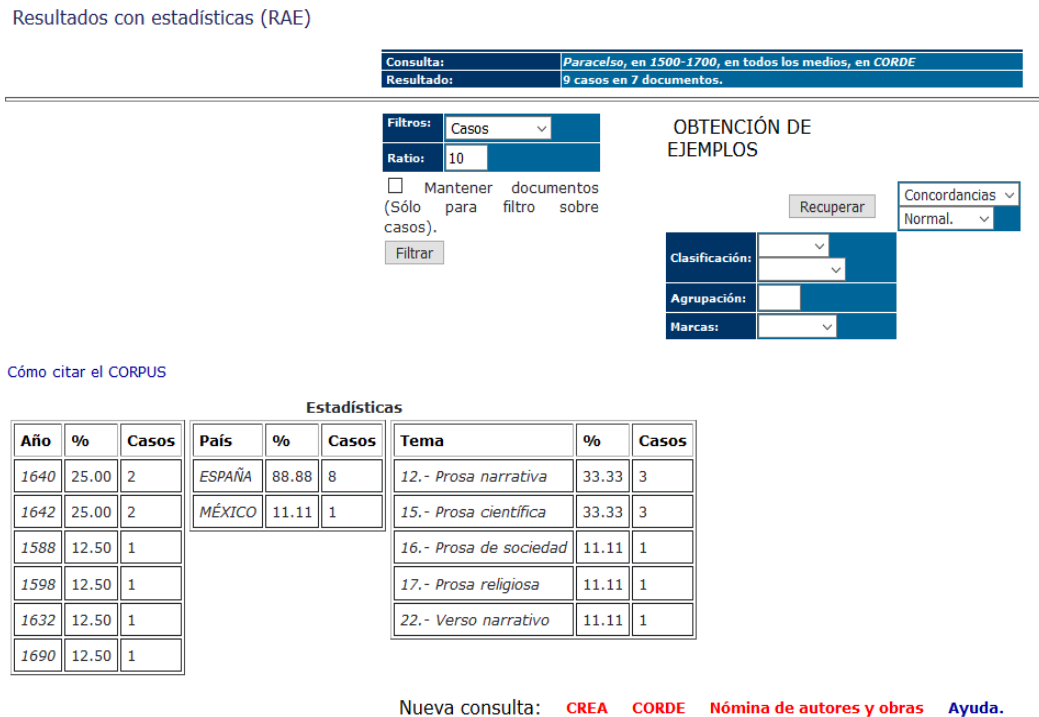 Resultados con estadísticas (RAE)
Consulta: Paracelso, en 1500-1700, en todos los medios, en CORDE
Resultado: 9 casos en 7 documentos.
Filtros: Casos
Ratio: 10
Mantener documentos
(Sólo para filtro sobre
casos).
Filtrar
OBTENCIÓN DE
EJEMPLOS
Recuperar
Concordancias
Normal.
Clasificación:
Agrupación:
Marcas:
Cómo citar el CORPUS
Estadísticas
Año % Casos
1640 25.00 2
1642 25.00 2
1588 12.50 1
1598 12.50 1
1632 12.50 1
1690 12.50 1
País % Casos
ESPAÑA 88.88 8
MÉXICO 11.11 1
Tema % Casos
12.- Prosa narrativa 33.33 3
15.- Prosa científica 33.33 3
16.- Prosa de sociedad 11.11 1
17.- Prosa religiosa 11.11 1
22.- Verso narrativo 11.11 1
Nueva consulta: CREA CORDE Nómina de autores y obras Ayuda.